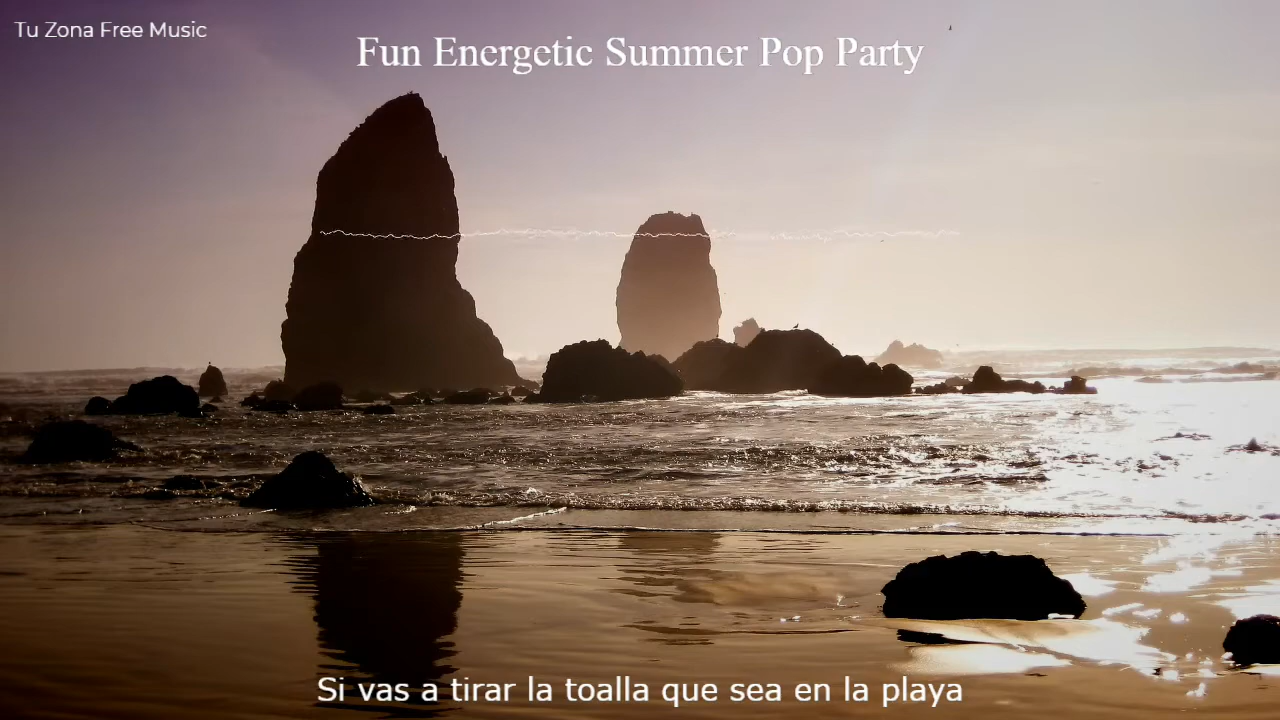 Tu Zona Free Music
Fun Energetic Summer Pop Party
Si vas a tirar la toalla que sea en la playa